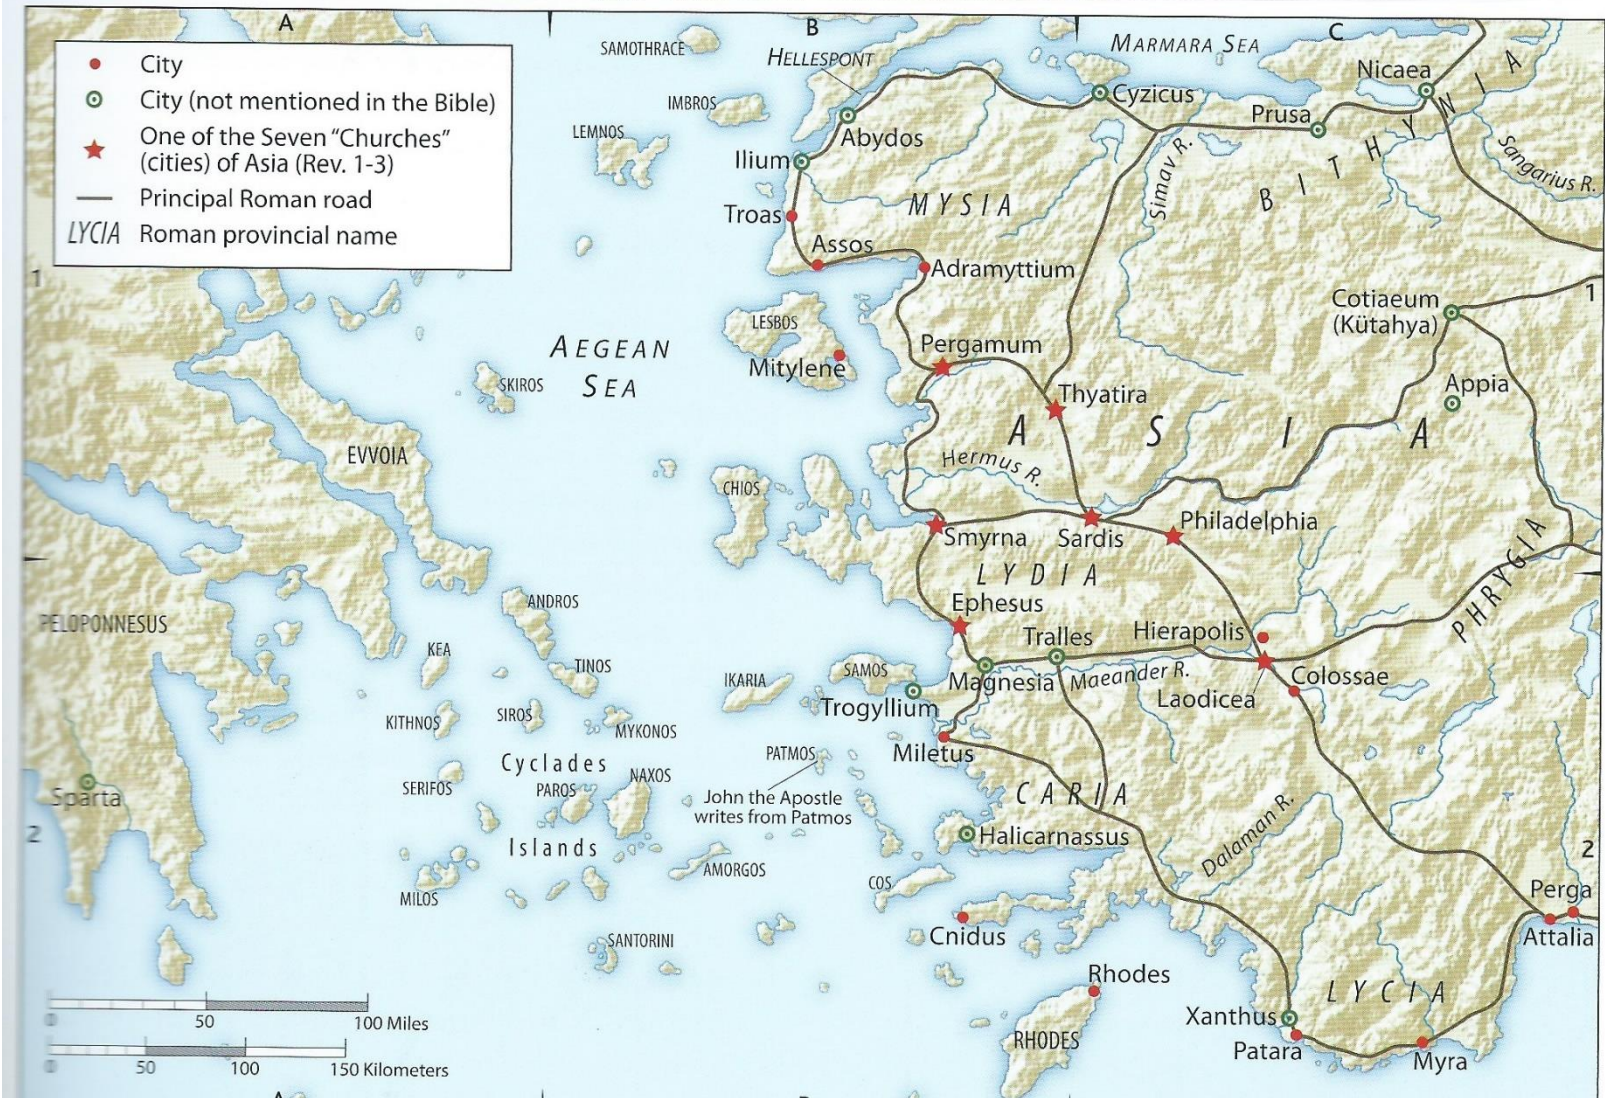 A
B
C
City
City (not mentioned in the Bible)
One of the Seven “Churches”
(cities) of Asia (Rev. 1-3)
Principal Roman road
LYCIA Roman provincial name
SAMOTHRACE
HELLESPONT
MARMARA SEA
Nicaea
IMBROS
Cyzicus
Prusa
BITHYNIA
LEMNOS
Abydos
Ilium
Simav R.
Sangarius R.
MYSIA
Troas
Assos
Adramyttium
1
1
Cotiaeum
(Kütahya)
LESBOS
AEGEAN
SEA
Pergamum
Mitylene
SKIROS
Thyatira
Appia
ASIA
EVVOIA
Hermus R.
CHIOS
Smyrna
Sardis
Philadelphia
LYDIA
PHRYGIA
ANDROS
Ephesus
PELOPONNESUS
Tralles
Hierapolis
KEA
TINOS
IKARIA
SAMOS
Magnesia
Maeander R.
Colossae
Laodicea
Trogyllium
KITHNOS
SIROS
MYKONOS
Miletus
PATMOS
Cyclades
SERIFOS
PAROS
NAXOS
Sparta
John the Apostle
writes from Patmos
CARIA
Dalaman R.
2
2
Islands
Halicarnassus
AMORGOS
COS
MILOS
Perga
Cnidus
Attalia
SANTORINI
Rhodes
LYCIA
0 50 100 Miles
Xanthus
RHODES
Patara
Myra
0 50 100 150 Kilometers
A
B